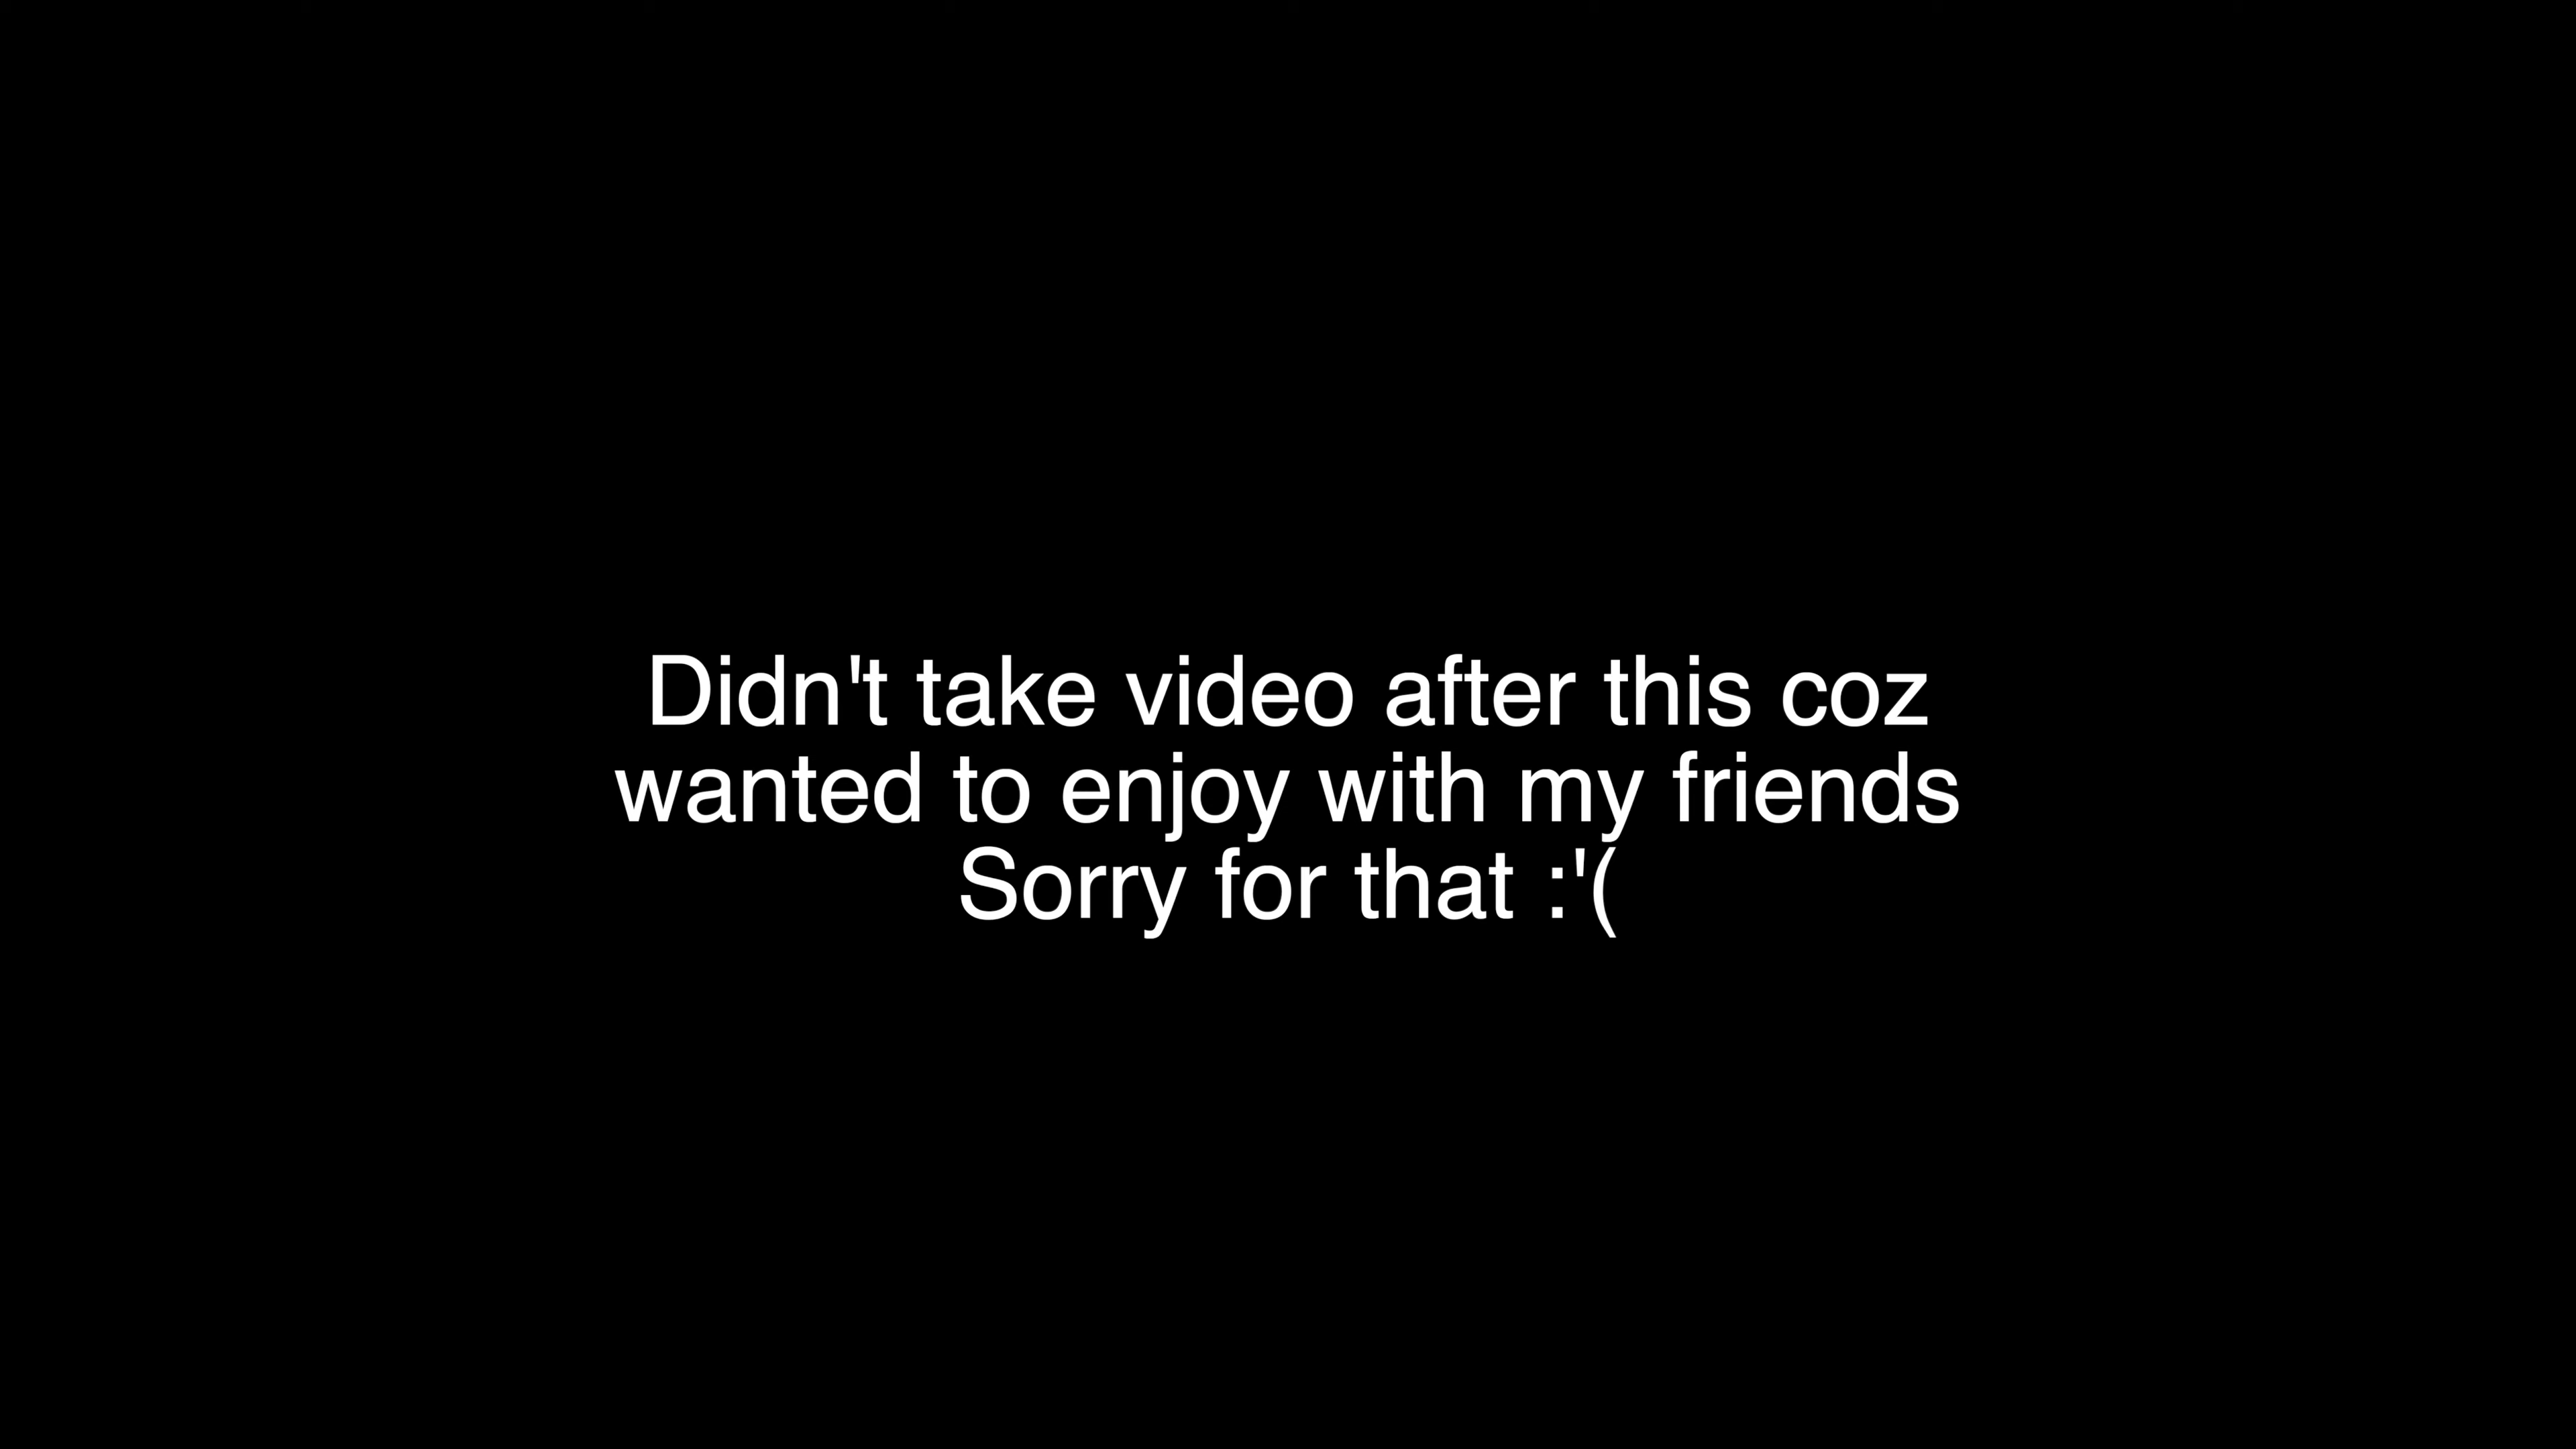 Didn't take video after this coz
wanted to enjoy with my friends
Sorry for that :'(